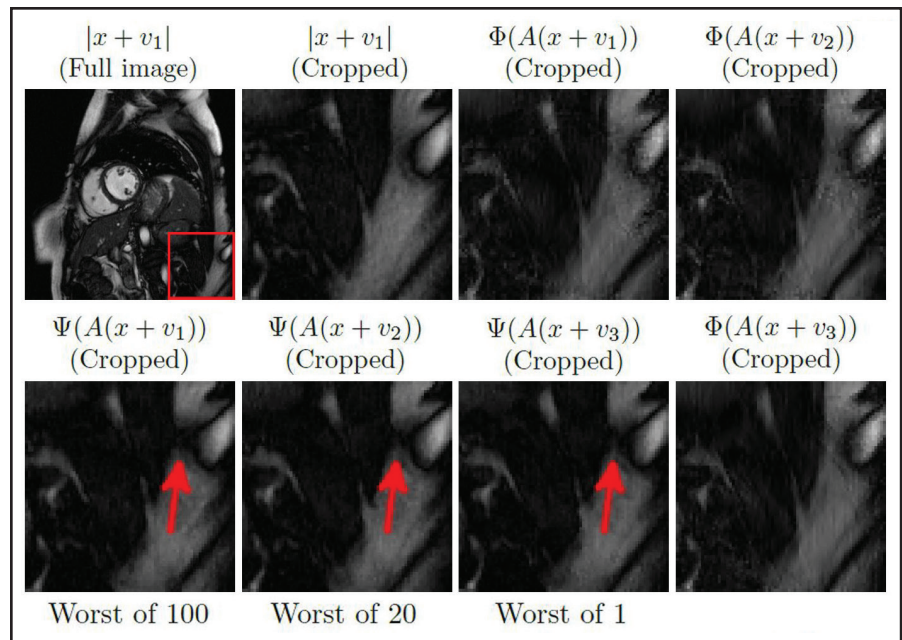 |x + v₁| |x + v₁| Φ(A(x + v₁)) Φ(A(x + v₂))
(Full image) (Cropped) (Cropped) (Cropped)
Ψ(A(x + v₁)) Ψ(A(x + v₂)) Ψ(A(x + v₃)) Φ(A(x + v₃))
(Cropped) (Cropped) (Cropped) (Cropped)
Worst of 100 Worst of 20 Worst of 1